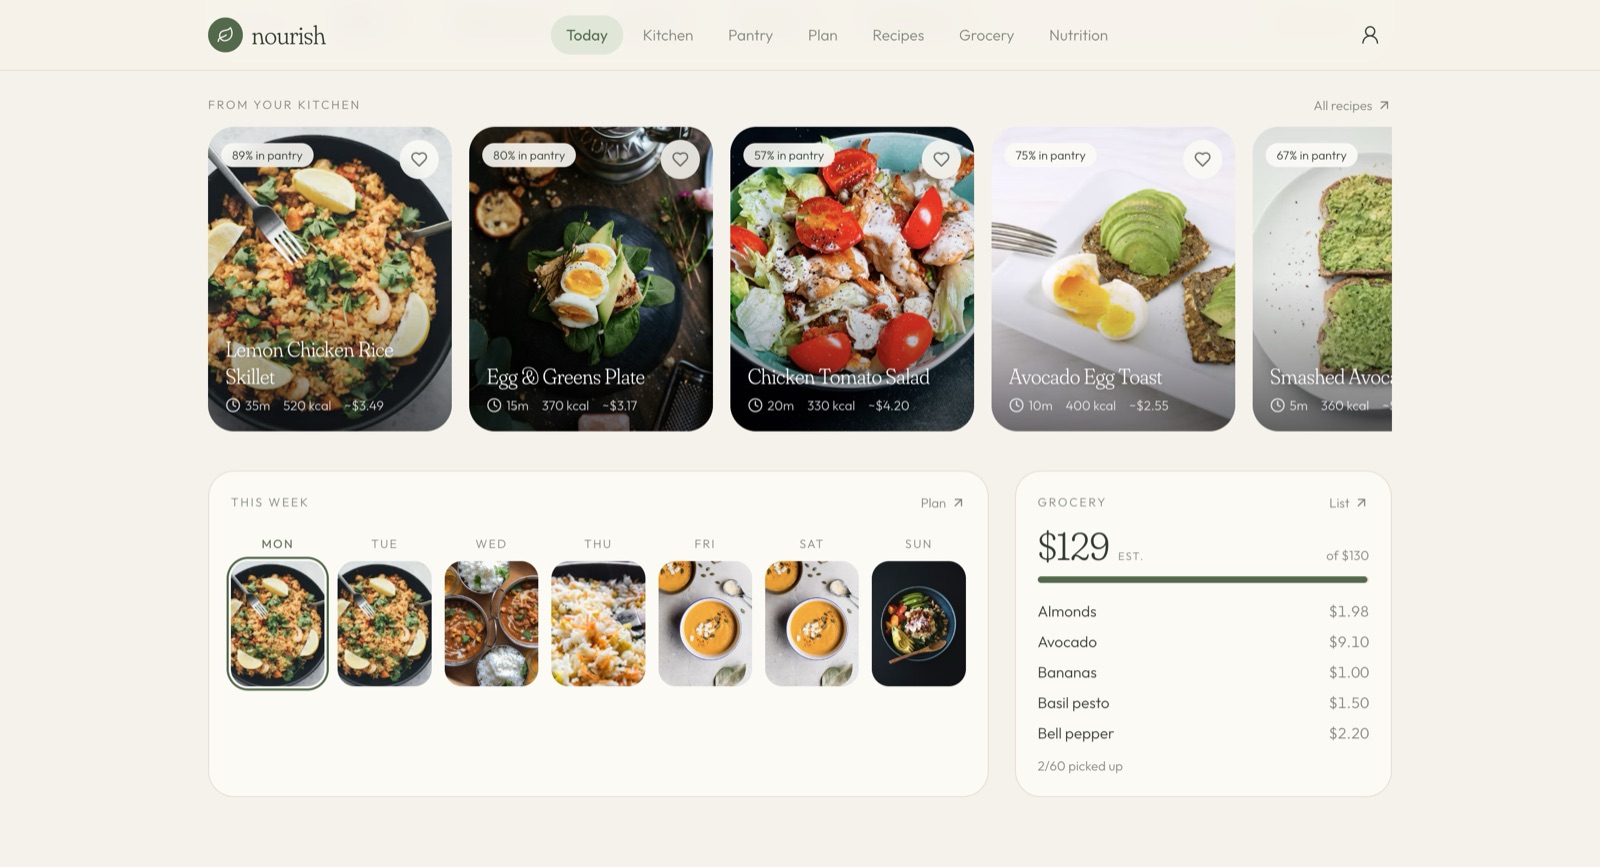 nourish
Today Kitchen Pantry Plan Recipes Grocery Nutrition
FROM YOUR KITCHEN
All recipes
89% in pantry
Lemon Chicken Rice
Skillet
35m 520 kcal ~$3.49
80% in pantry
Egg & Greens Plate
15m 370 kcal ~$3.17
57% in pantry
Chicken Tomato Salad
20m 330 kcal ~$4.20
75% in pantry
Avocado Egg Toast
10m 400 kcal ~$2.55
67% in pantry
Smashed Avoca
5m 360 kcal ~$
THIS WEEK
Plan
MON TUE WED THU FRI SAT SUN
GROCERY
List
$129 EST. of $130
Almonds $1.98
Avocado $9.10
Bananas $1.00
Basil pesto $1.50
Bell pepper $2.20
2/60 picked up